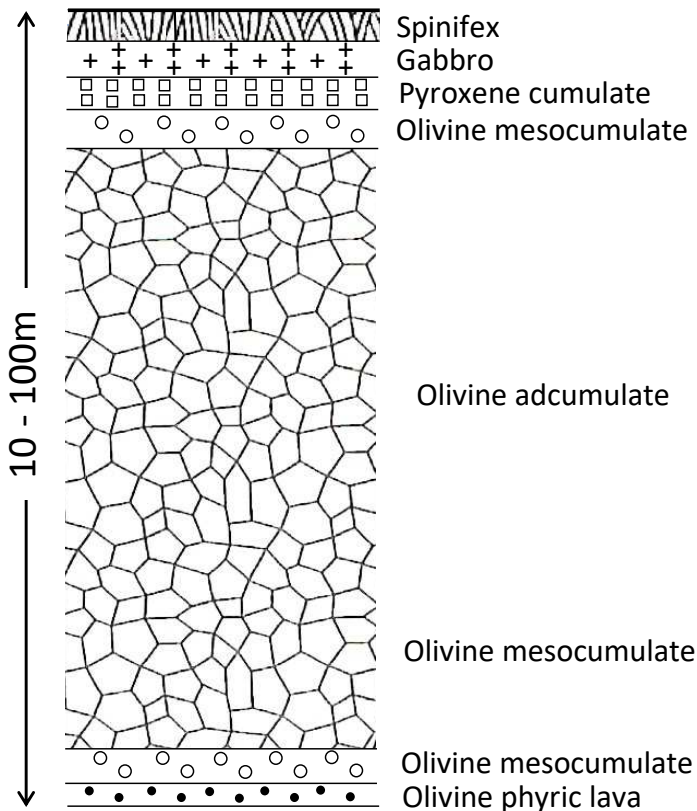 Spinifex
Gabbro
Pyroxene cumulate
Olivine mesocumulate
10 - 100m
Olivine adcumulate
Olivine mesocumulate
Olivine mesocumulate
Olivine phyric lava